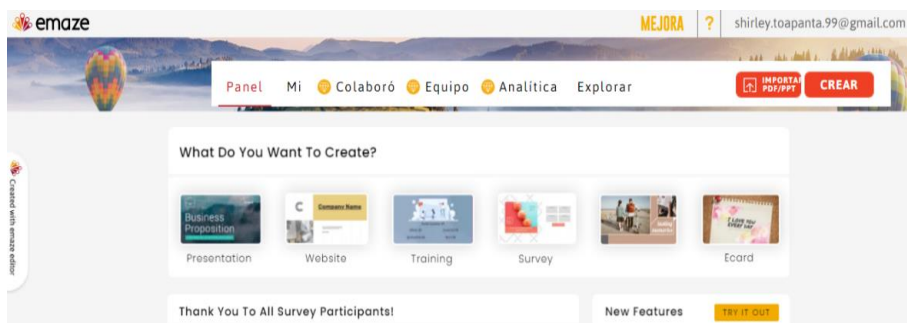 emaze
MEJORA ? shirley.toapanta.99@gmail.com
Panel Mi Colaboró Equipo Analítica Explorar
IMPORTA
PDF/PPT
CREAR
What Do You Want To Create?
Created with emaze editor
Business
Proposition
C Company Name
I LOVE YOU
EVERY DAY
Presentation Website Training Survey Ecard
Thank You To All Survey Participants! New Features TRY IT OUT